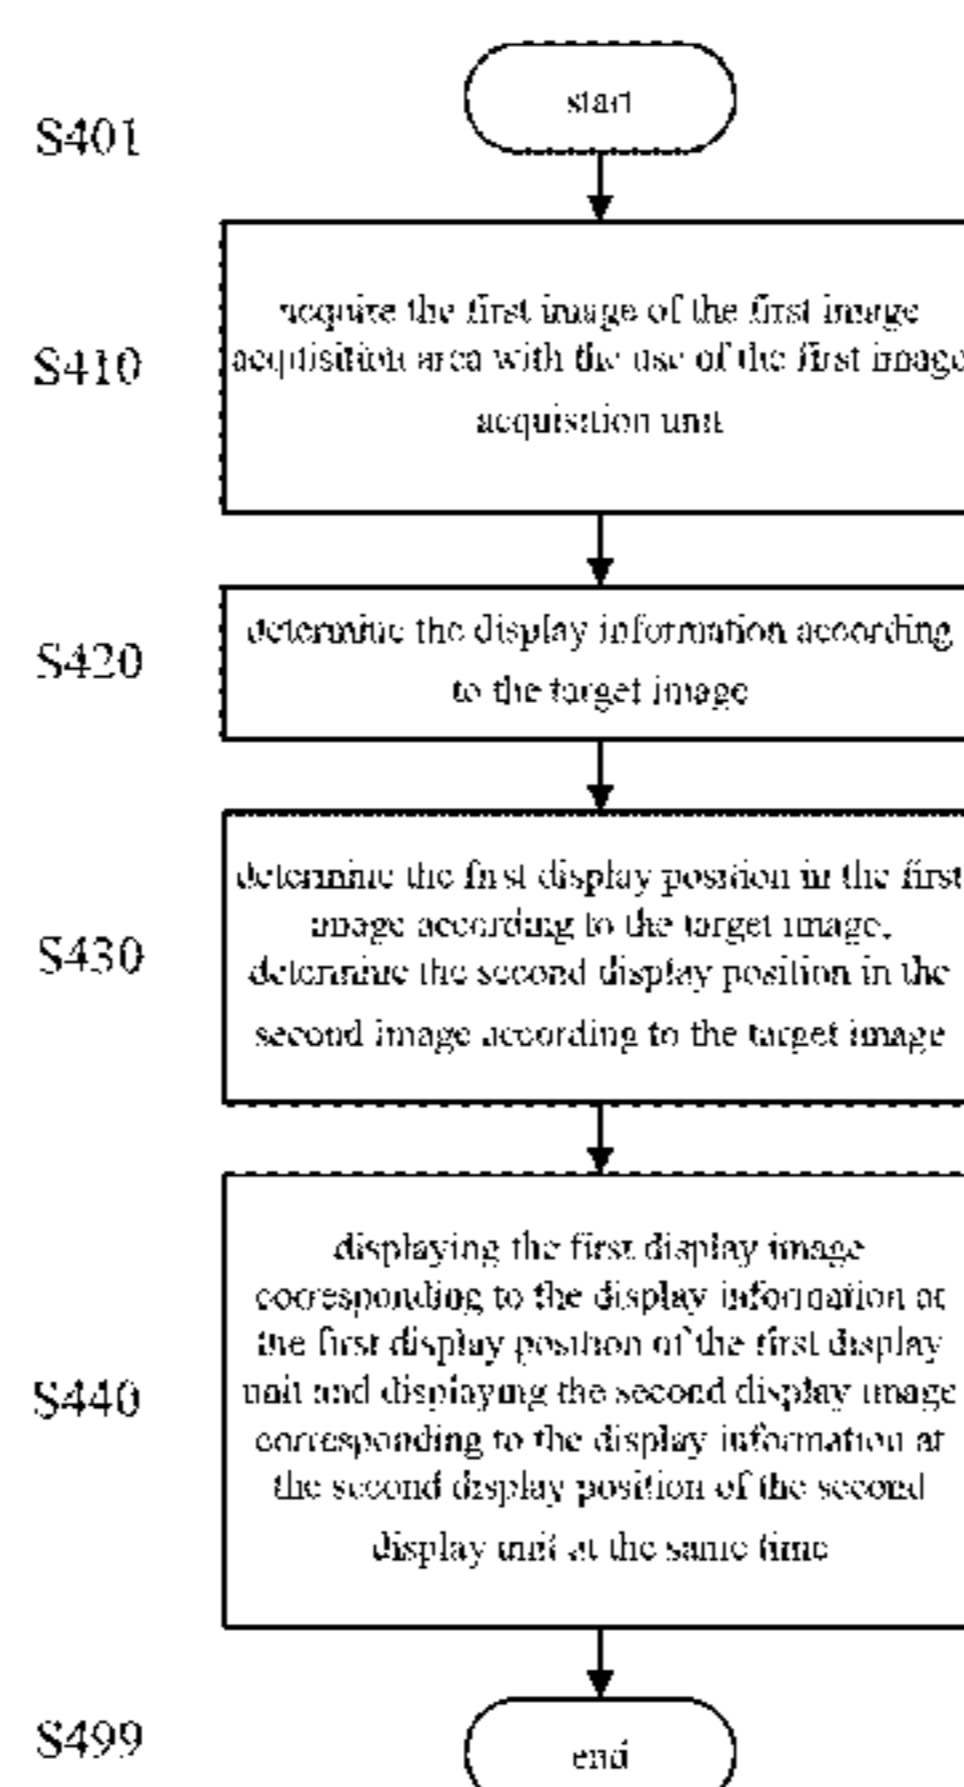 S401
start
S410
acquire the first image of the first image
acquisition area with the use of the first image
acquisition unit
S420
determine the display information according
to the target image
S430
determine the first display position in the first
image according to the target image,
determine the second display position in the
second image according to the target image
S440
displaying the first display image
corresponding to the display information at
the first display position of the first display
unit and displaying the second display image
corresponding to the display information at
the second display position of the second
display unit at the same time
S499
end